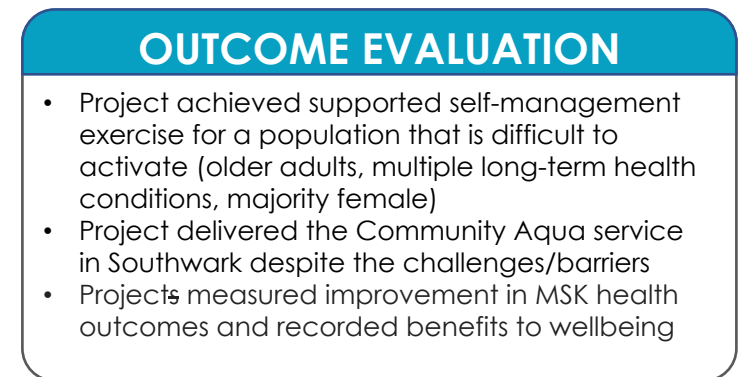 OUTCOME EVALUATION
• Project achieved supported self-management
exercise for a population that is difficult to
activate (older adults, multiple long-term health
conditions, majority female)
• Project delivered the Community Aqua service
in Southwark despite the challenges/barriers
• Projects measured improvement in MSK health
outcomes and recorded benefits to wellbeing